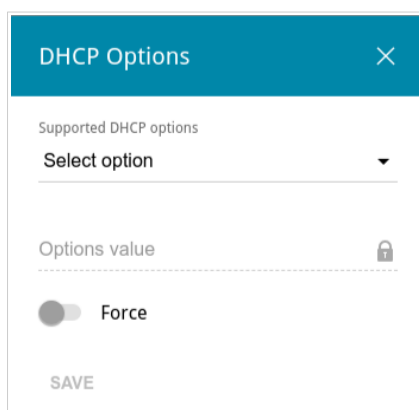 DHCP Options
Supported DHCP options
Select option
Options value
Force
SAVE